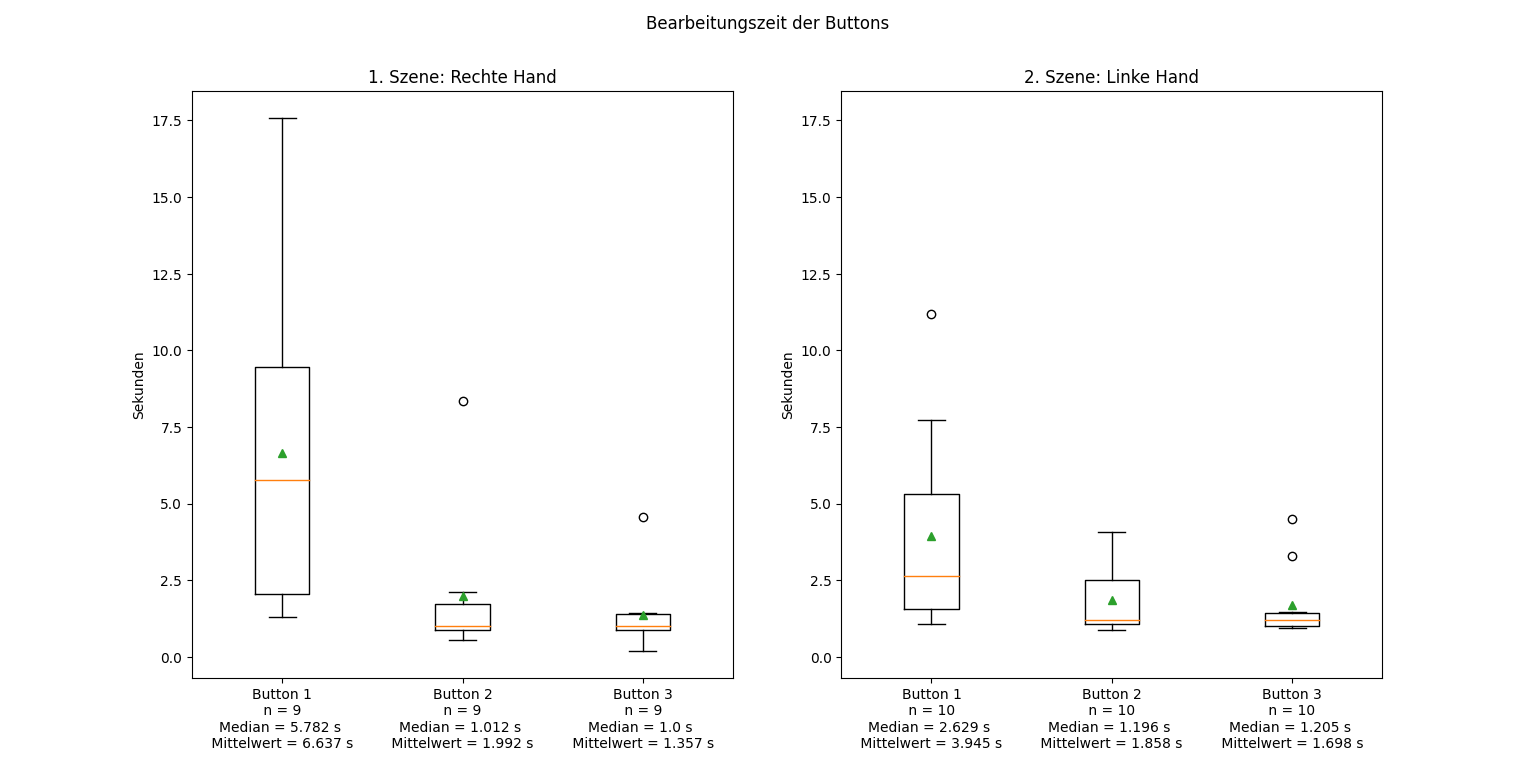 Bearbeitungszeit der Buttons
1. Szene: Rechte Hand
17.5
15.0
12.5
10.0
7.5
5.0
2.5
0.0
Sekunden
Button 1
n = 9
Median = 5.782 s
Mittelwert = 6.637 s
Button 2
n = 9
Median = 1.012 s
Mittelwert = 1.992 s
Button 3
n = 9
Median = 1.0 s
Mittelwert = 1.357 s
2. Szene: Linke Hand
17.5
15.0
12.5
10.0
7.5
5.0
2.5
0.0
Sekunden
Button 1
n = 10
Median = 2.629 s
Mittelwert = 3.945 s
Button 2
n = 10
Median = 1.196 s
Mittelwert = 1.858 s
Button 3
n = 10
Median = 1.205 s
Mittelwert = 1.698 s